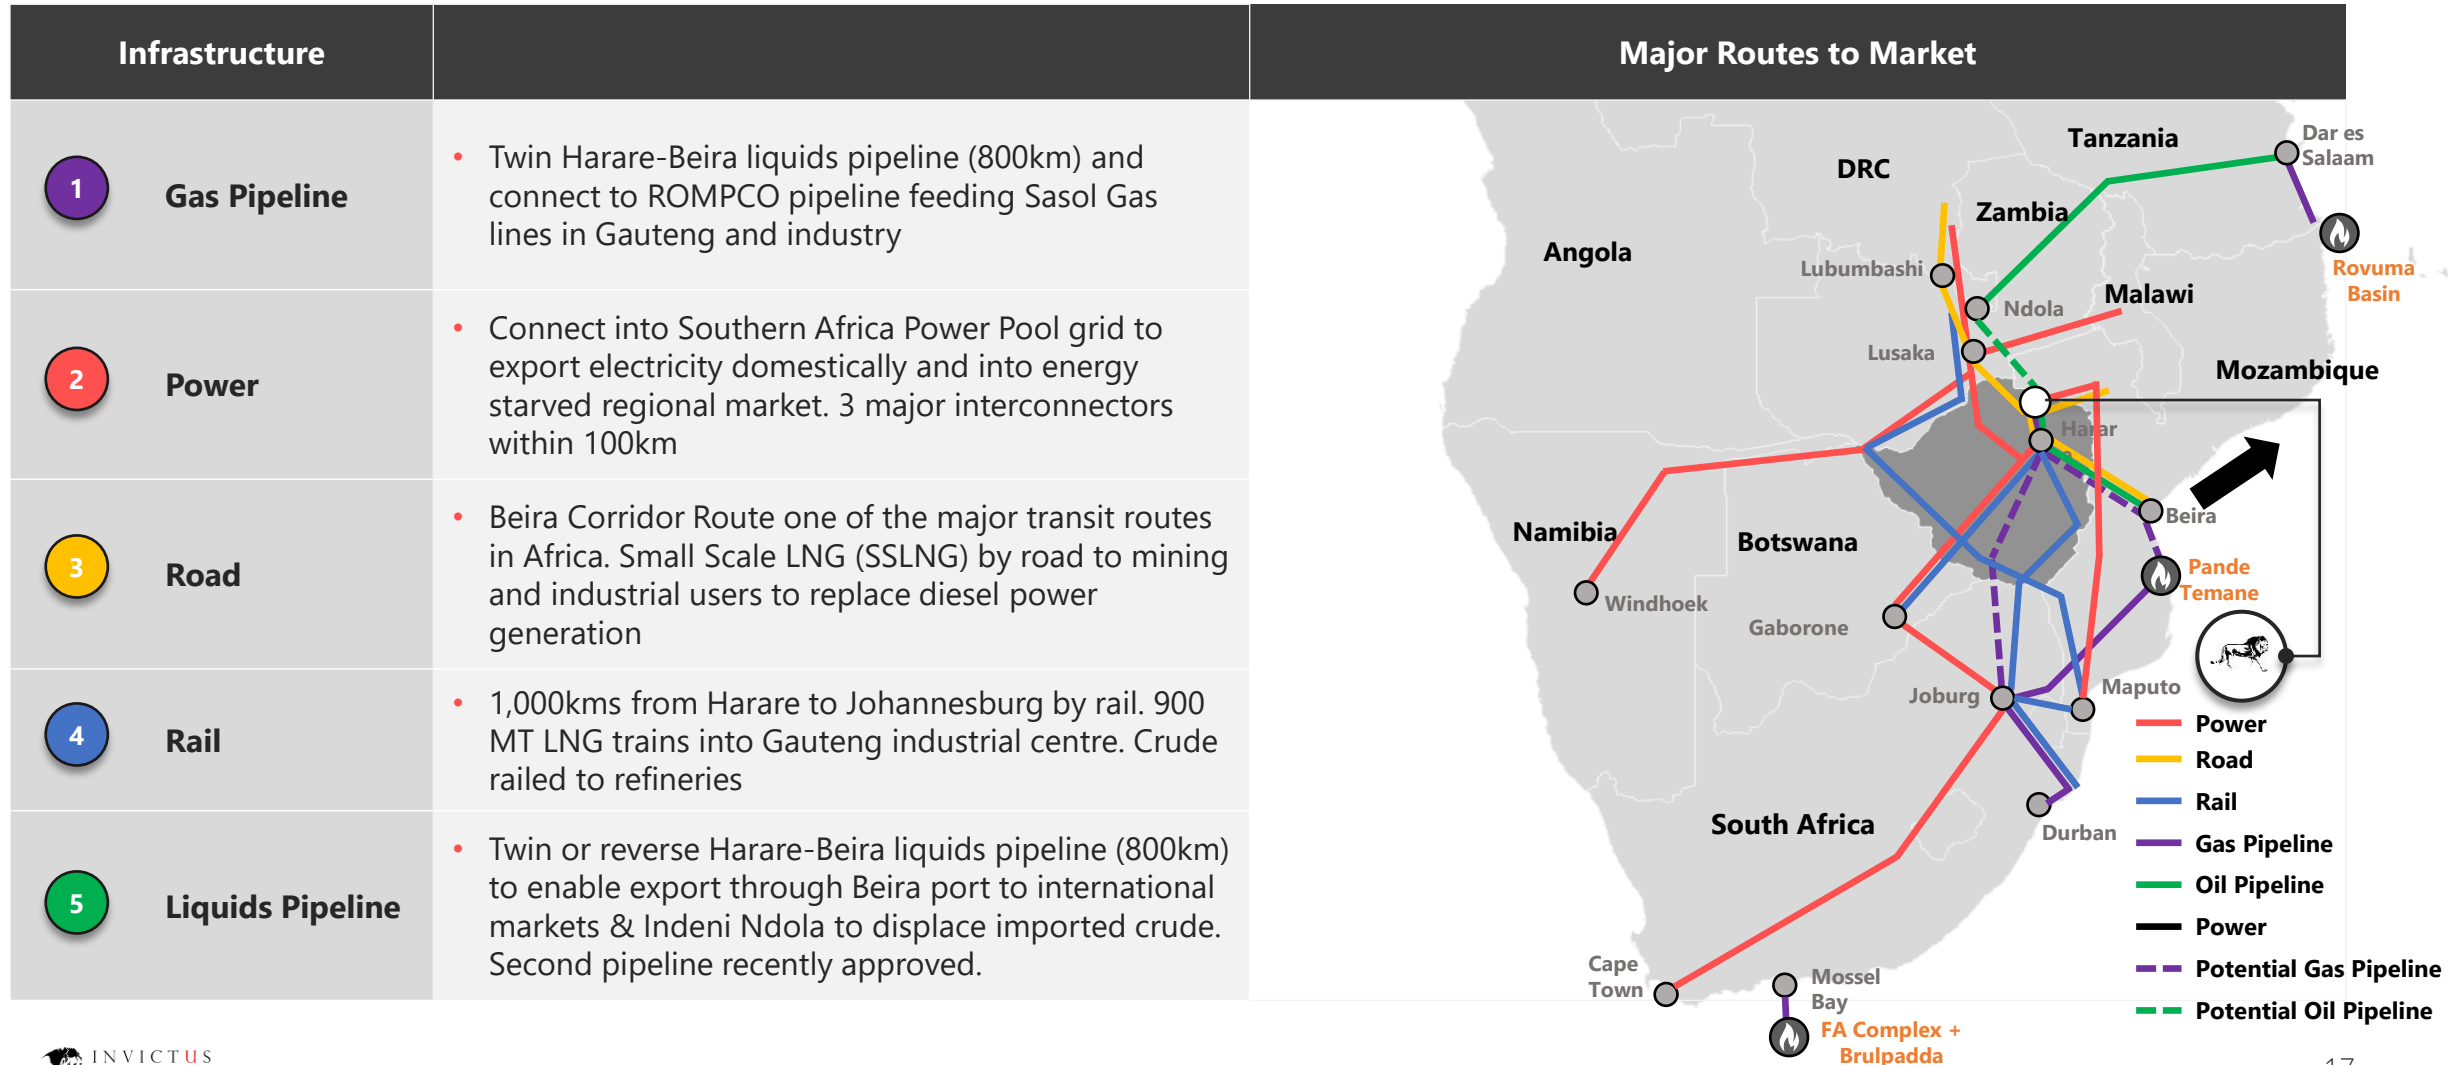 Infrastructure
Major Routes to Market
1
Gas Pipeline
• Twin Harare-Beira liquids pipeline (800km) and
connect to ROMPCO pipeline feeding Sasol Gas
lines in Gauteng and industry
2
Power
• Connect into Southern Africa Power Pool grid to
export electricity domestically and into energy
starved regional market. 3 major interconnectors
within 100km
3
Road
• Beira Corridor Route one of the major transit routes
in Africa. Small Scale LNG (SSLNG) by road to mining
and industrial users to replace diesel power
generation
4
Rail
• 1,000kms from Harare to Johannesburg by rail. 900
MT LNG trains into Gauteng industrial centre. Crude
railed to refineries
5
Liquids Pipeline
• Twin or reverse Harare-Beira liquids pipeline (800km)
to enable export through Beira port to international
markets & Indeni Ndola to displace imported crude.
Second pipeline recently approved.
Tanzania
Dar es
Salaam
DRC
Zambia
Angola
Lubumbashi
Rovuma
Basin
Malawi
Ndola
Lusaka
Mozambique
Harar
e
Beira
Namibia
Botswana
Pande
Temane
Windhoek
Gaborone
Joburg
Maputo
South Africa
Durban
Cape
Town
Mossel
Bay
FA Complex +
Brulpadda
Power
Road
Rail
Gas Pipeline
Oil Pipeline
Power
Potential Gas Pipeline
Potential Oil Pipeline
INVICTUS
17